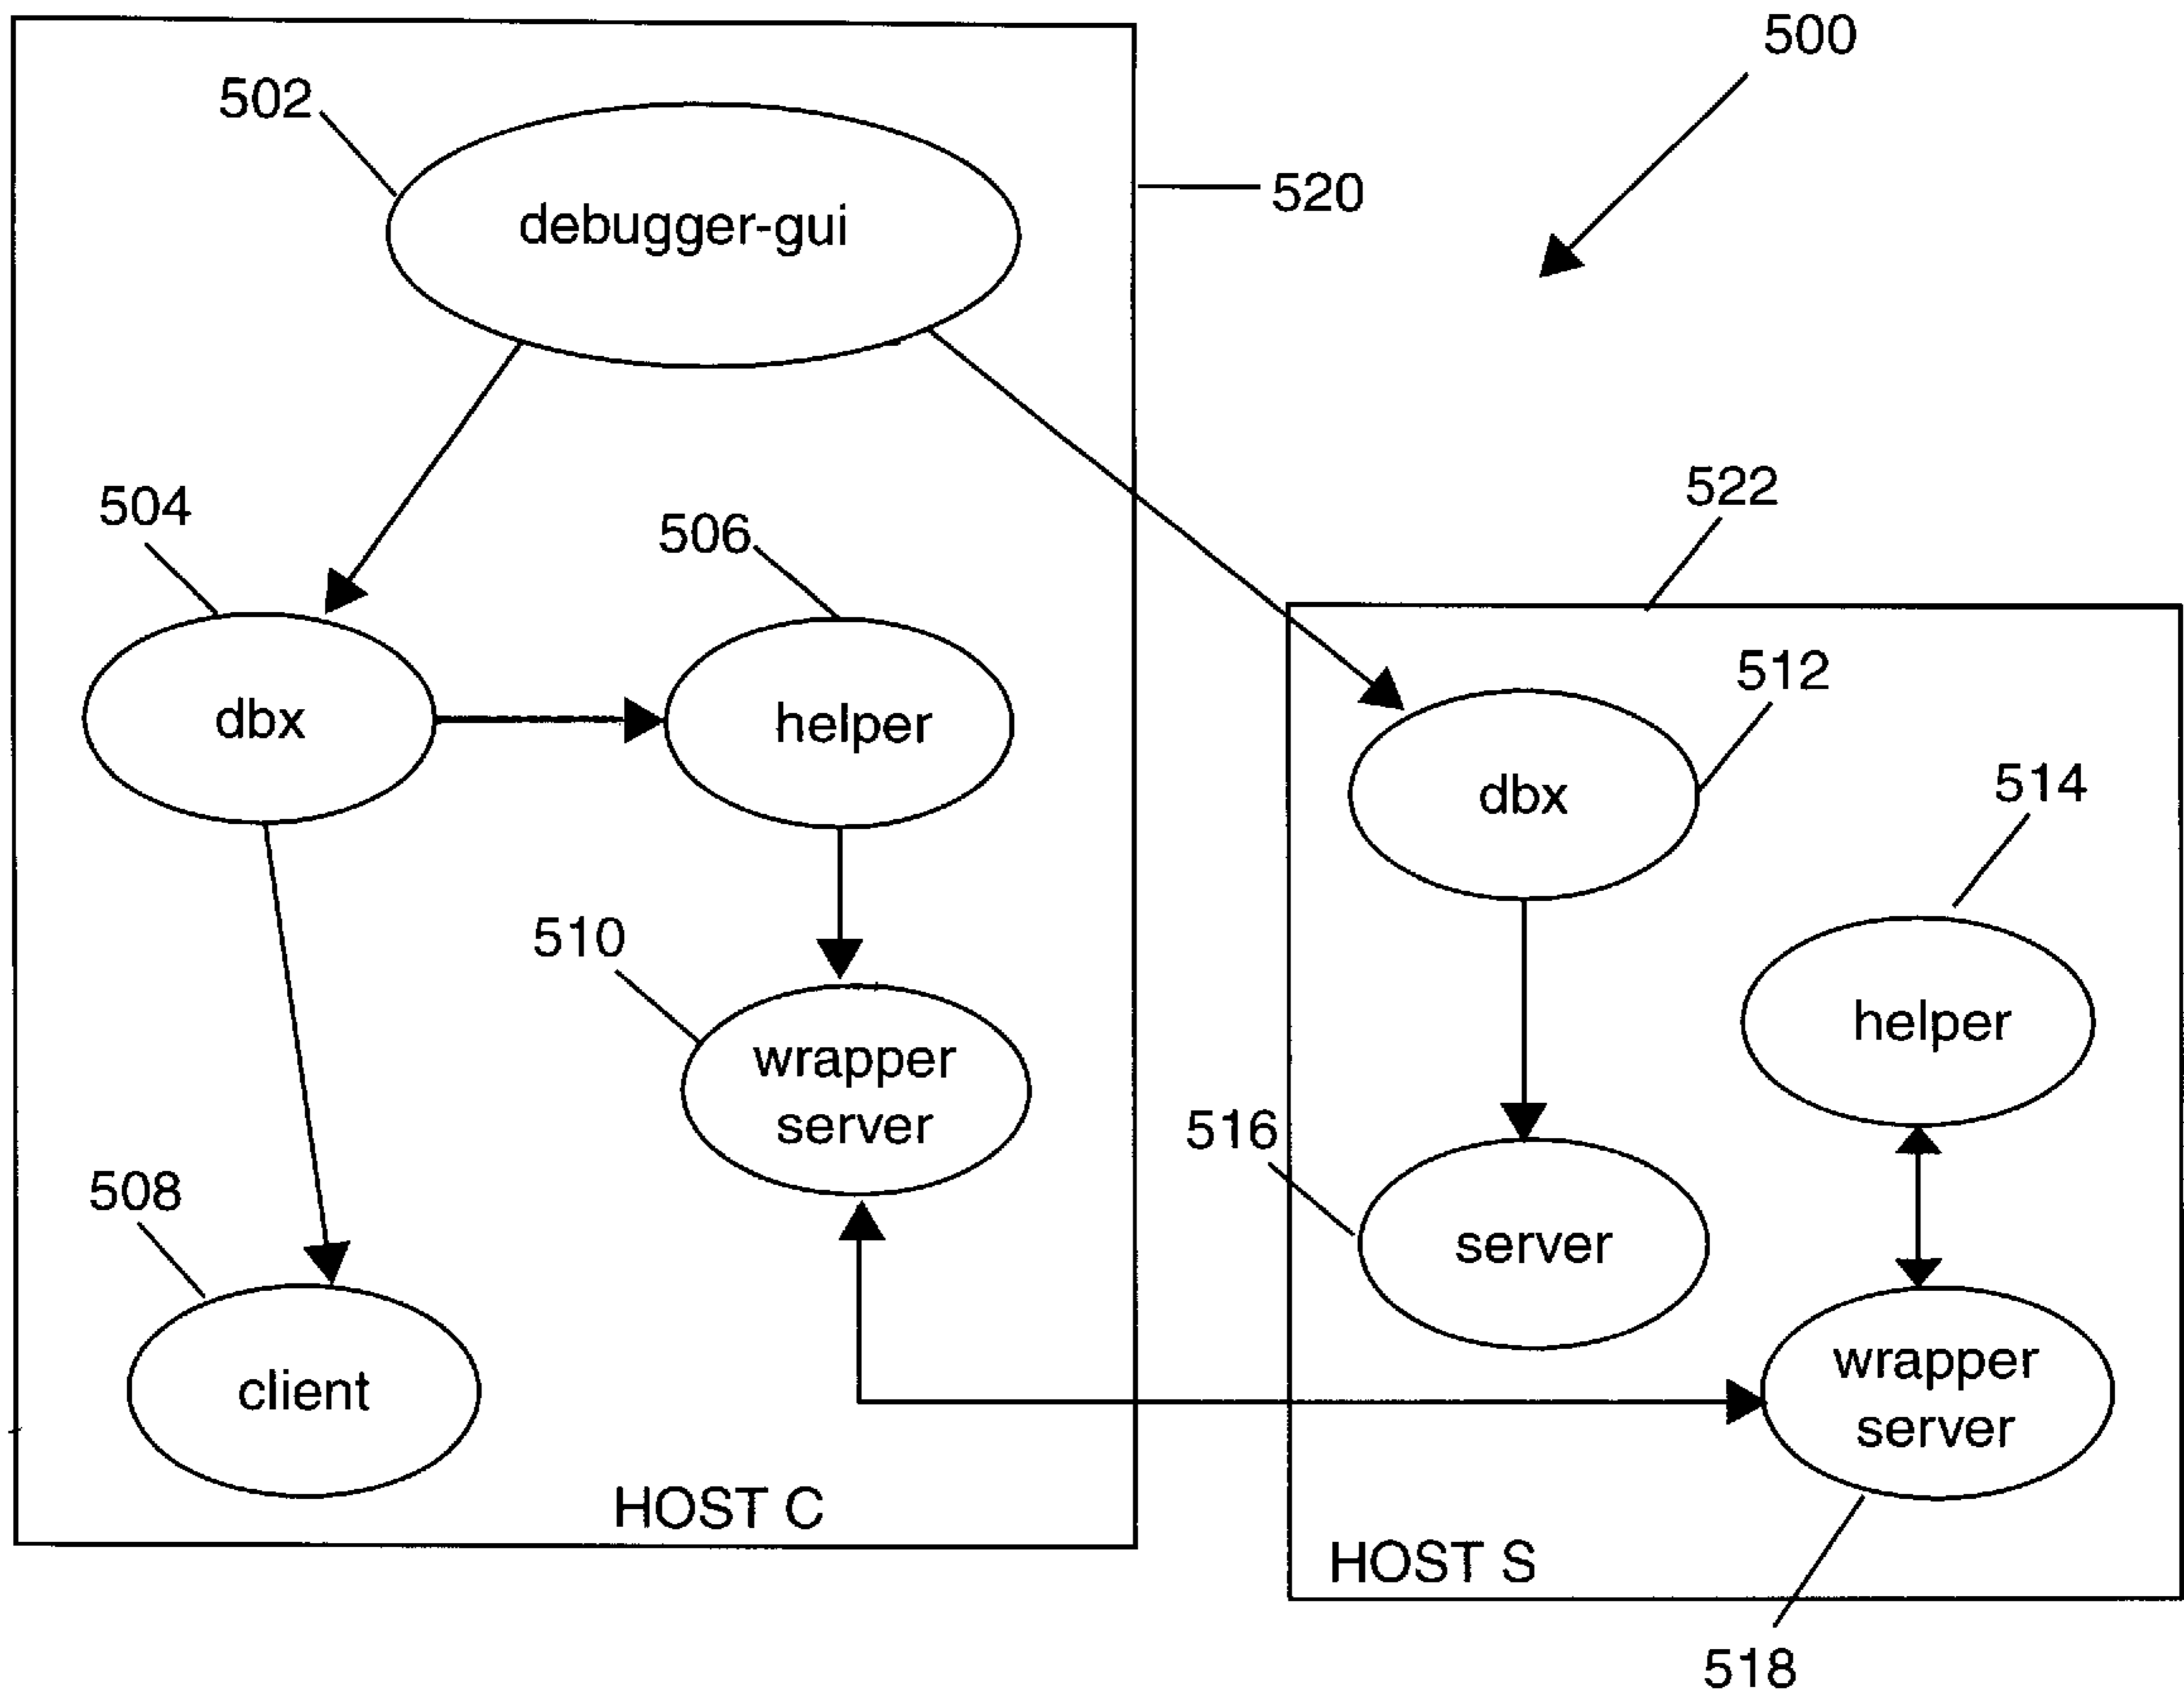 500
502
debugger-gui
520
504
506
522
dbx
helper
512
dbx
514
510
helper
wrapper
server
516
508
server
client
wrapper
server
HOST C
HOST S
518